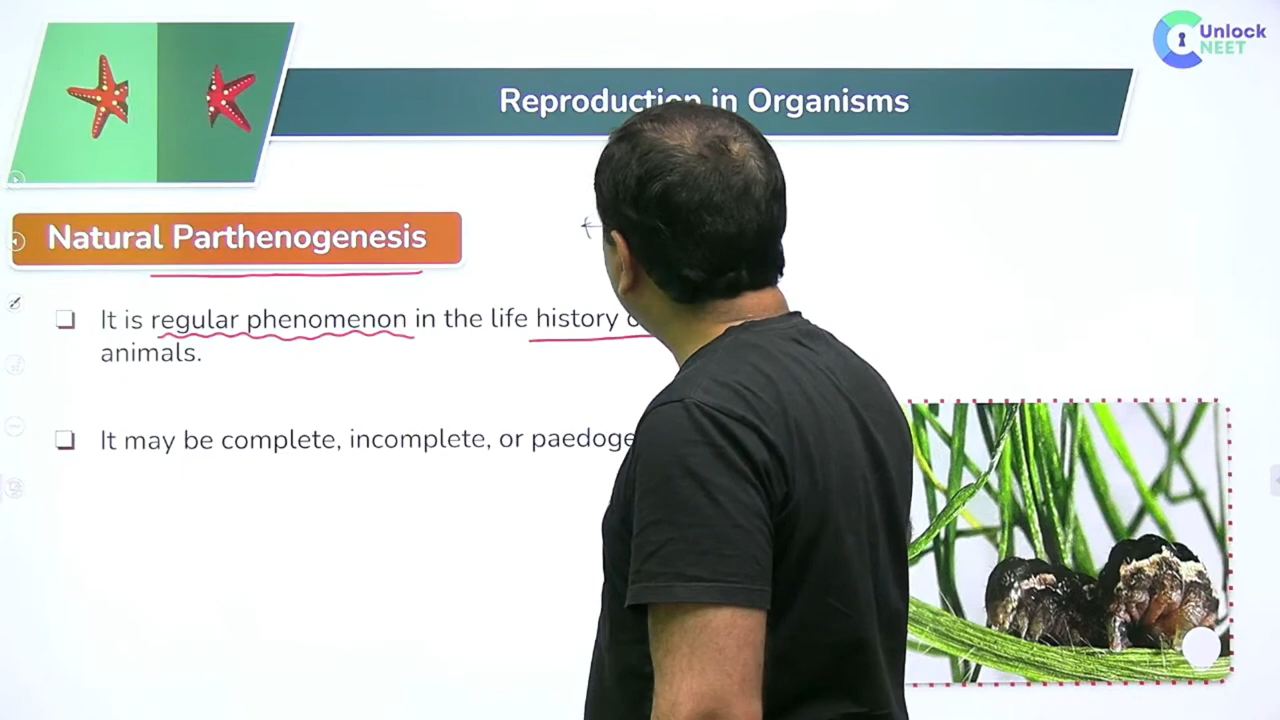 Unlock
NEET
Reproduction in Organisms
Natural Parthenogenesis
It is regular phenomenon in the life history
animals.
It may be complete, incomplete, or